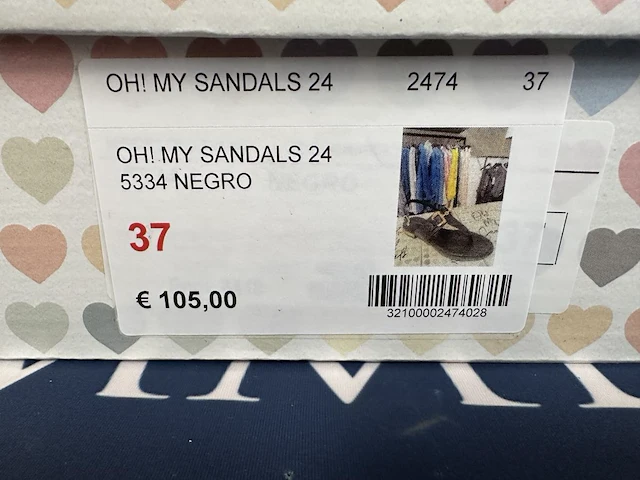 OH! MY SANDALS 24 2474 37
OH! MY SANDALS 24
5334 NEGRO
37
€ 105,00
32100002474028